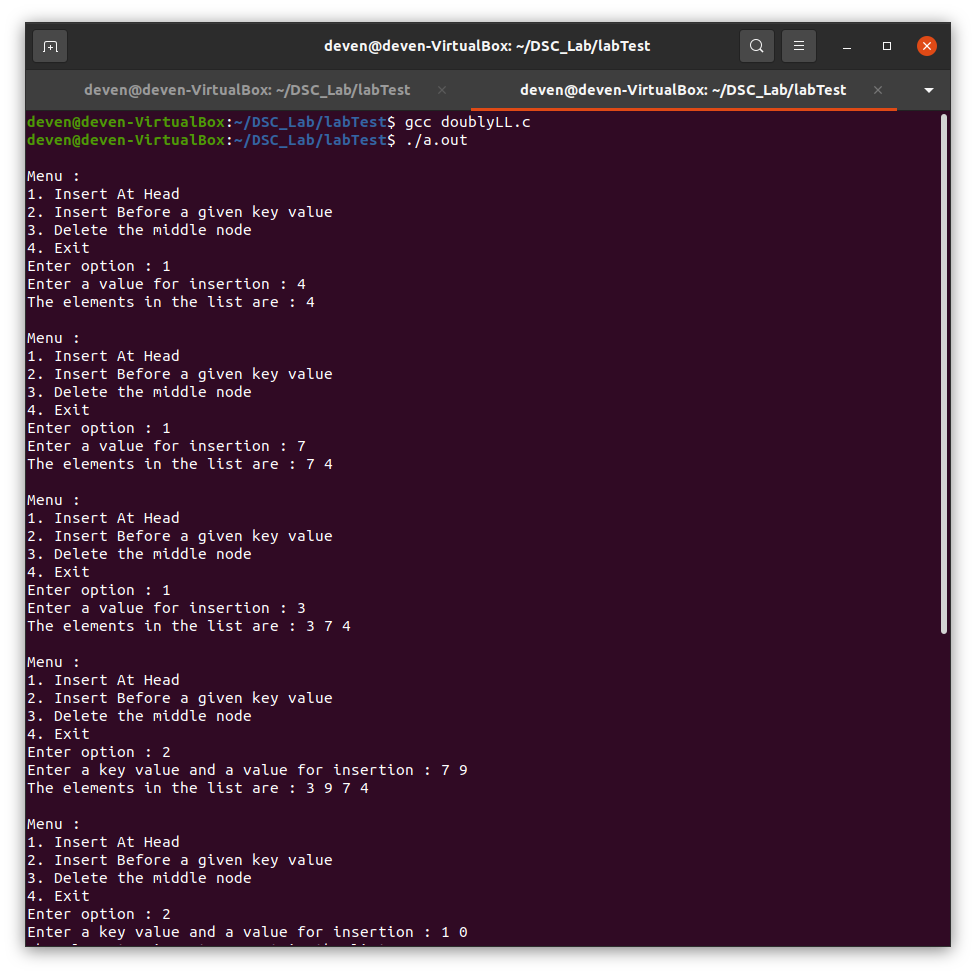 deven@deven-VirtualBox: ~/DSC_Lab/labTest
deven@deven-VirtualBox: ~/DSC_Lab/labTest
deven@deven-VirtualBox: ~/DSC_Lab/labTest
deven@deven-VirtualBox:~/DSC_Lab/labTest$ gcc doublyLL.c
deven@deven-VirtualBox:~/DSC_Lab/labTest$ ./a.out
Menu :
1. Insert At Head
2. Insert Before a given key value
3. Delete the middle node
4. Exit
Enter option : 1
Enter a value for insertion : 4
The elements in the list are : 4
Menu :
1. Insert At Head
2. Insert Before a given key value
3. Delete the middle node
4. Exit
Enter option : 1
Enter a value for insertion : 7
The elements in the list are : 7 4
Menu :
1. Insert At Head
2. Insert Before a given key value
3. Delete the middle node
4. Exit
Enter option : 1
Enter a value for insertion : 3
The elements in the list are : 3 7 4
Menu :
1. Insert At Head
2. Insert Before a given key value
3. Delete the middle node
4. Exit
Enter option : 2
Enter a key value and a value for insertion : 7 9
The elements in the list are : 3 9 7 4
Menu :
1. Insert At Head
2. Insert Before a given key value
3. Delete the middle node
4. Exit
Enter option : 2
Enter a key value and a value for insertion : 1 0